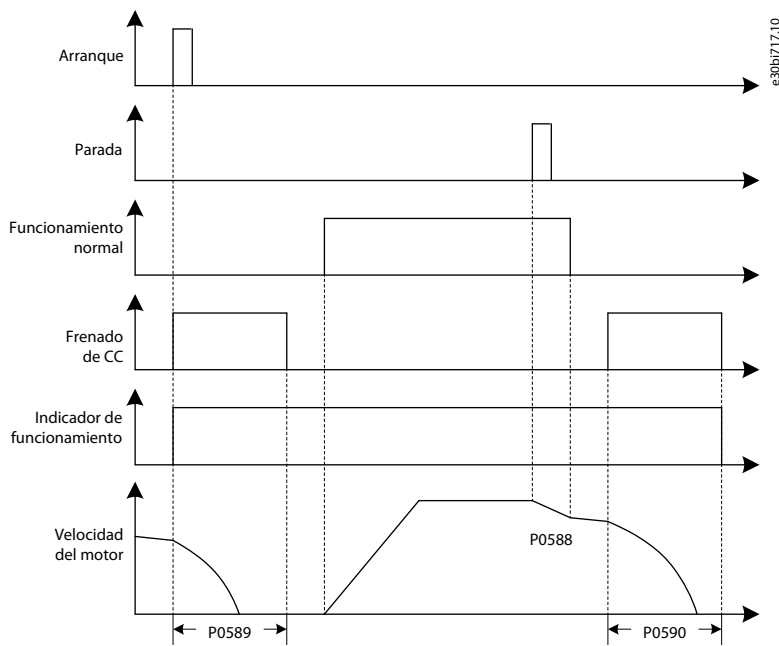 e30bi717.10
Arranque
Parada
Funcionamiento
normal
Frenado
de CC
Indicador de
funcionamiento
Velocidad
del motor
P0588
P0589
P0590